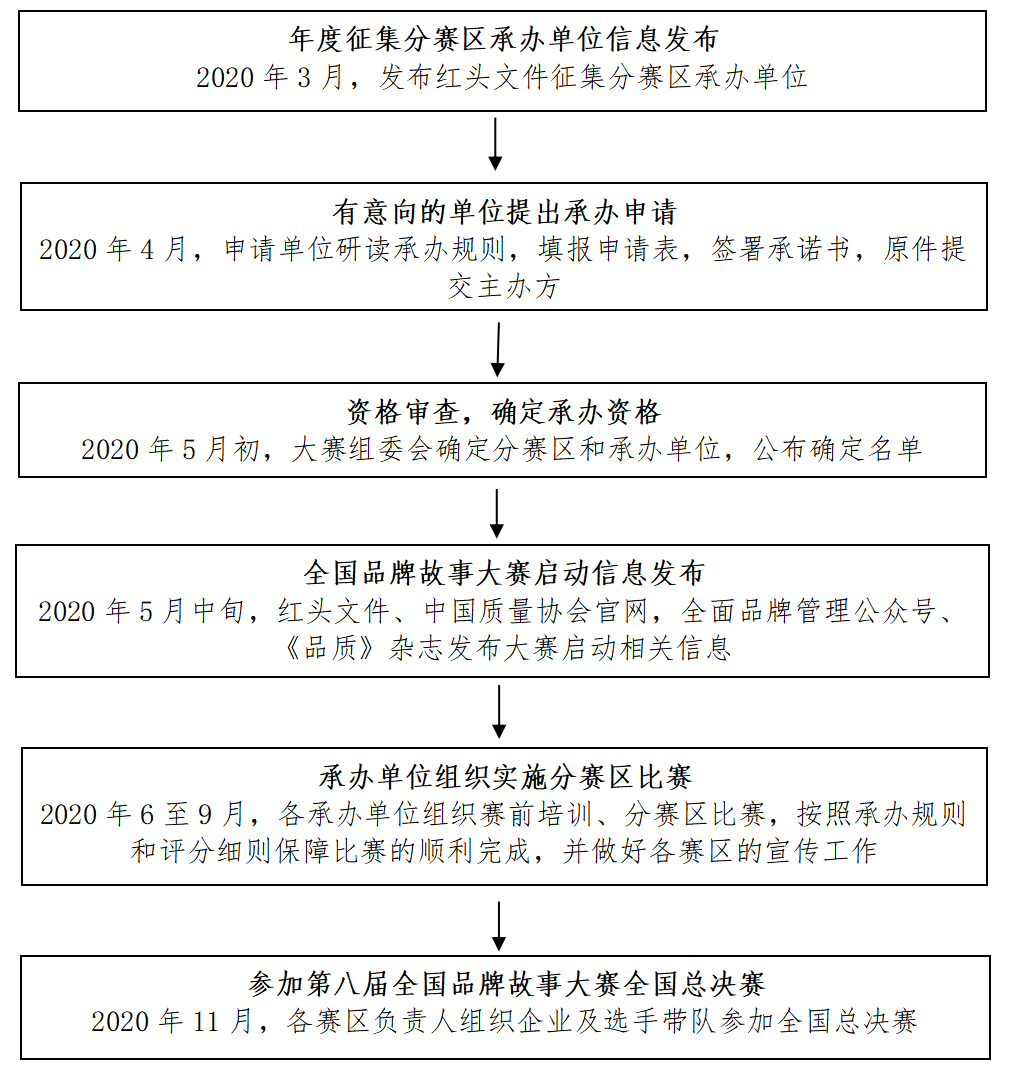 年度征集分赛区承办单位信息发布
2020 年 3 月，发布红头文件征集分赛区承办单位
有意向的单位提出承办申请
2020 年 4 月，申请单位研读承办规则，填报申请表，签署承诺书，原件提
交主办方
资格审查，确定承办资格
2020 年 5 月初，大赛组委会确定分赛区和承办单位，公布确定名单
全国品牌故事大赛启动信息发布
2020 年 5 月中旬，红头文件、中国质量协会官网，全面品牌管理公众号、
《品质》杂志发布大赛启动相关信息
承办单位组织实施分赛区比赛
2020 年 6 至 9 月，各承办单位组织赛前培训、分赛区比赛，按照承办规则
和评分细则保障比赛的顺利完成，并做好各赛区的宣传工作
参加第八届全国品牌故事大赛全国总决赛
2020 年 11 月，各赛区负责人组织企业及选手带队参加全国总决赛